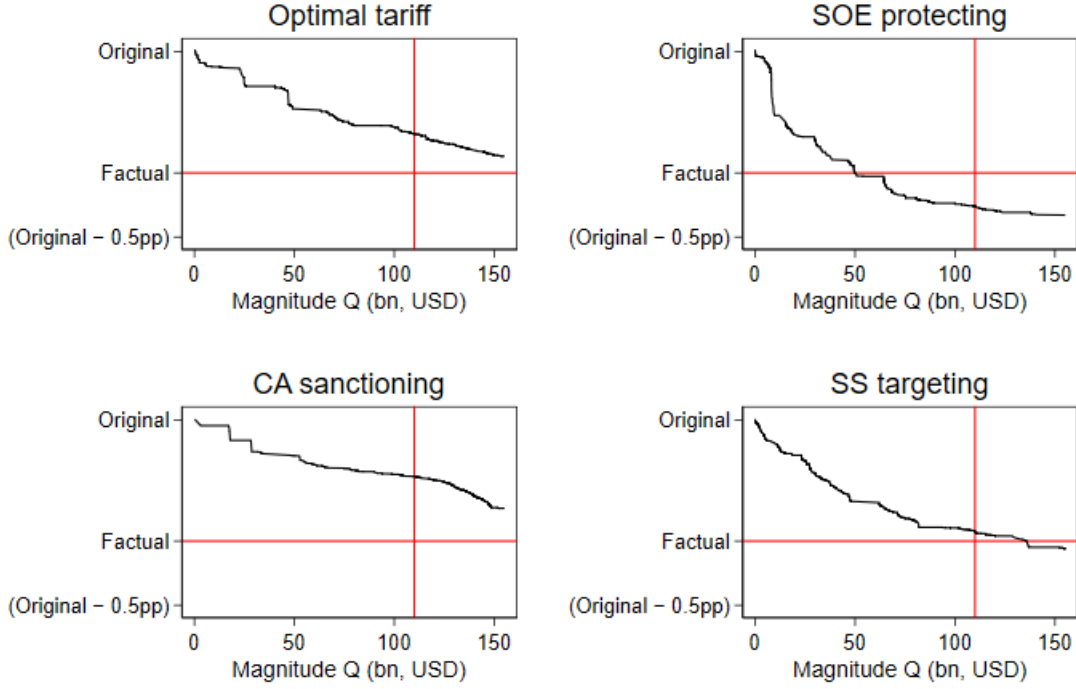 Optimal tariff
Original
Factual
(Original − 0.5pp)
0 50 100 150
Magnitude Q (bn, USD)
SOE protecting
Original
Factual
(Original − 0.5pp)
0 50 100 150
Magnitude Q (bn, USD)
CA sanctioning
Original
Factual
(Original − 0.5pp)
0 50 100 150
Magnitude Q (bn, USD)
SS targeting
Original
Factual
(Original − 0.5pp)
0 50 100 150
Magnitude Q (bn, USD)